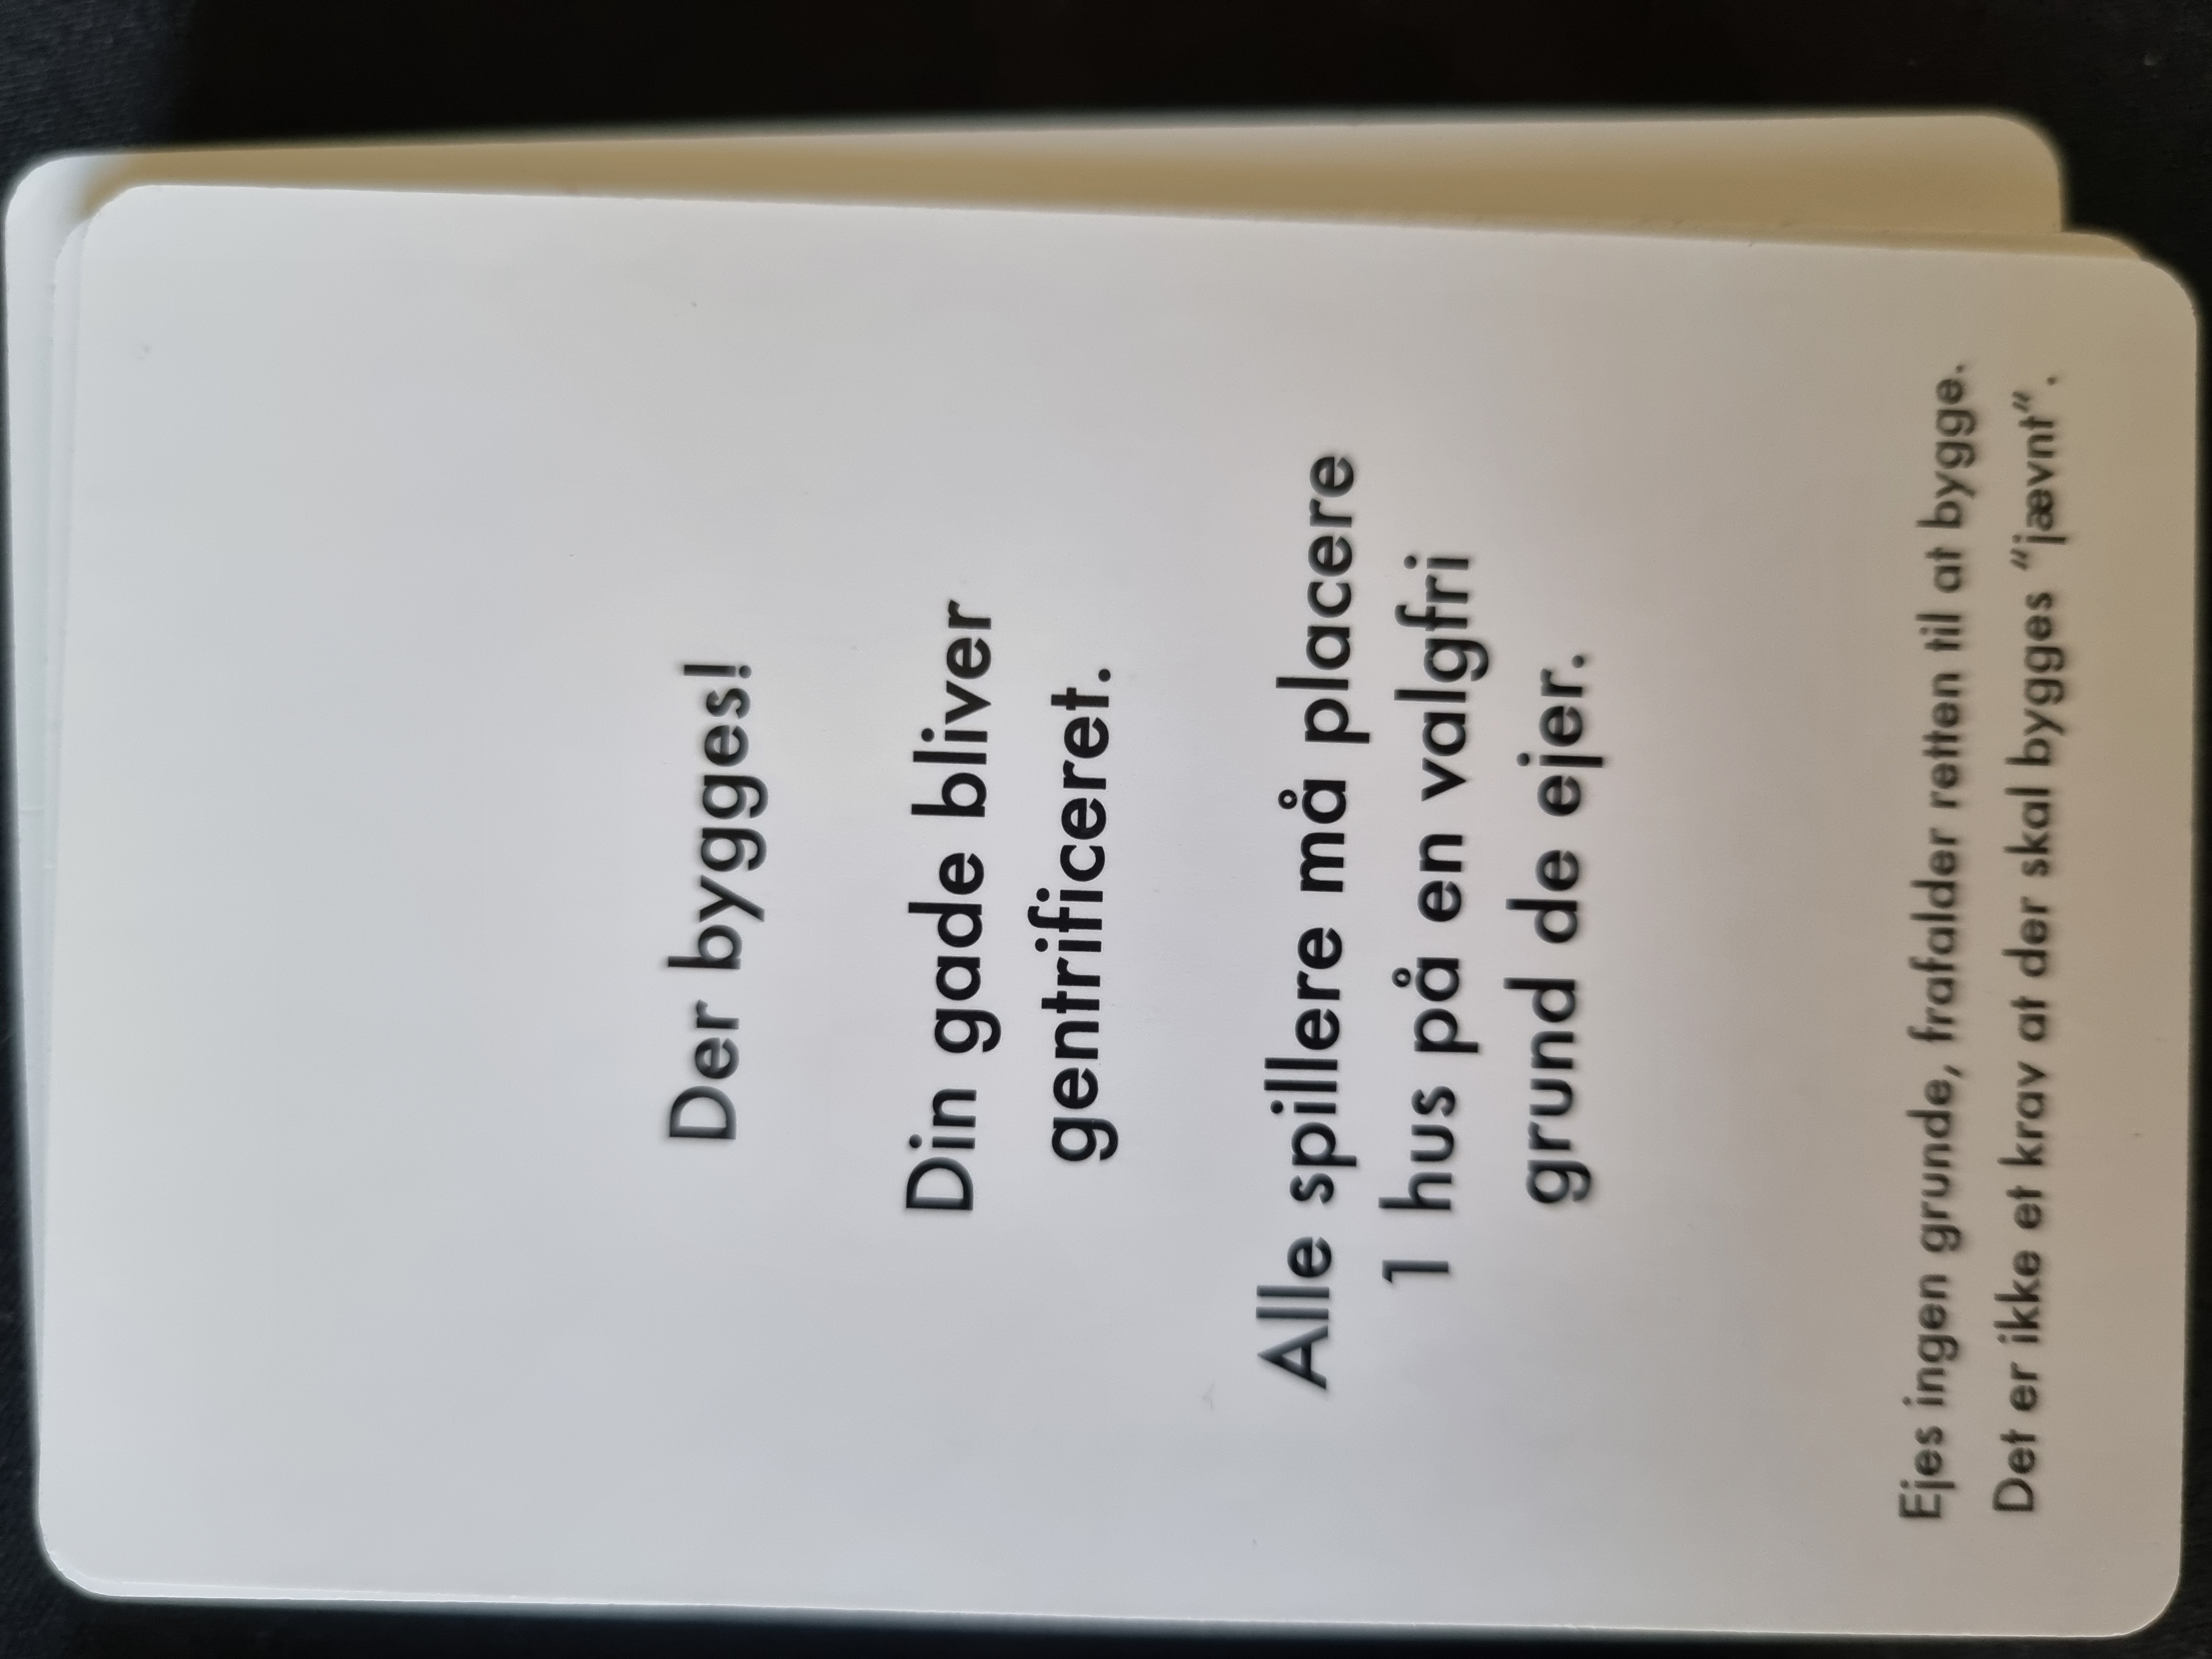 Der bygges!
Din gade bliver
gentrificeret.
Alle spillere må placere
1 hus på en valgfri
grund de ejer.
Ejes ingen grunde, frafalder retten til at bygge.
Det er ikke et krav at der skal bygges "jævnt".